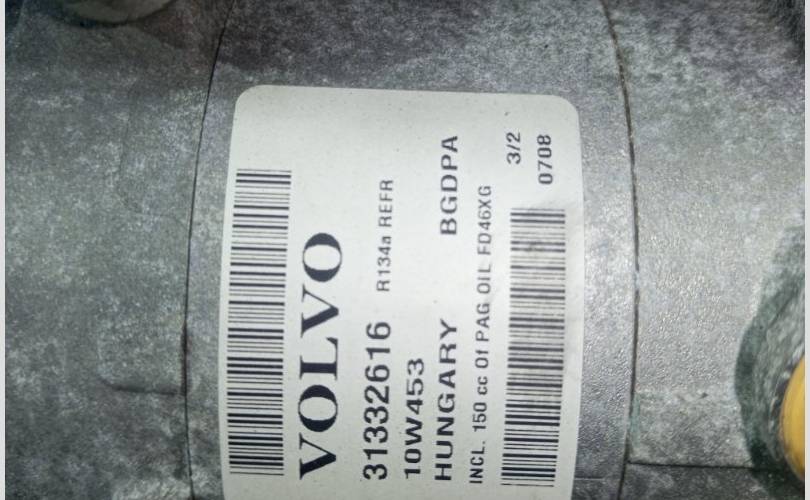 VOLVO
31332616 R134a REFR
10W453
HUNGARY BGDPA
INCL. 150 cc Of PAG OIL FD46XG
3/2
0708